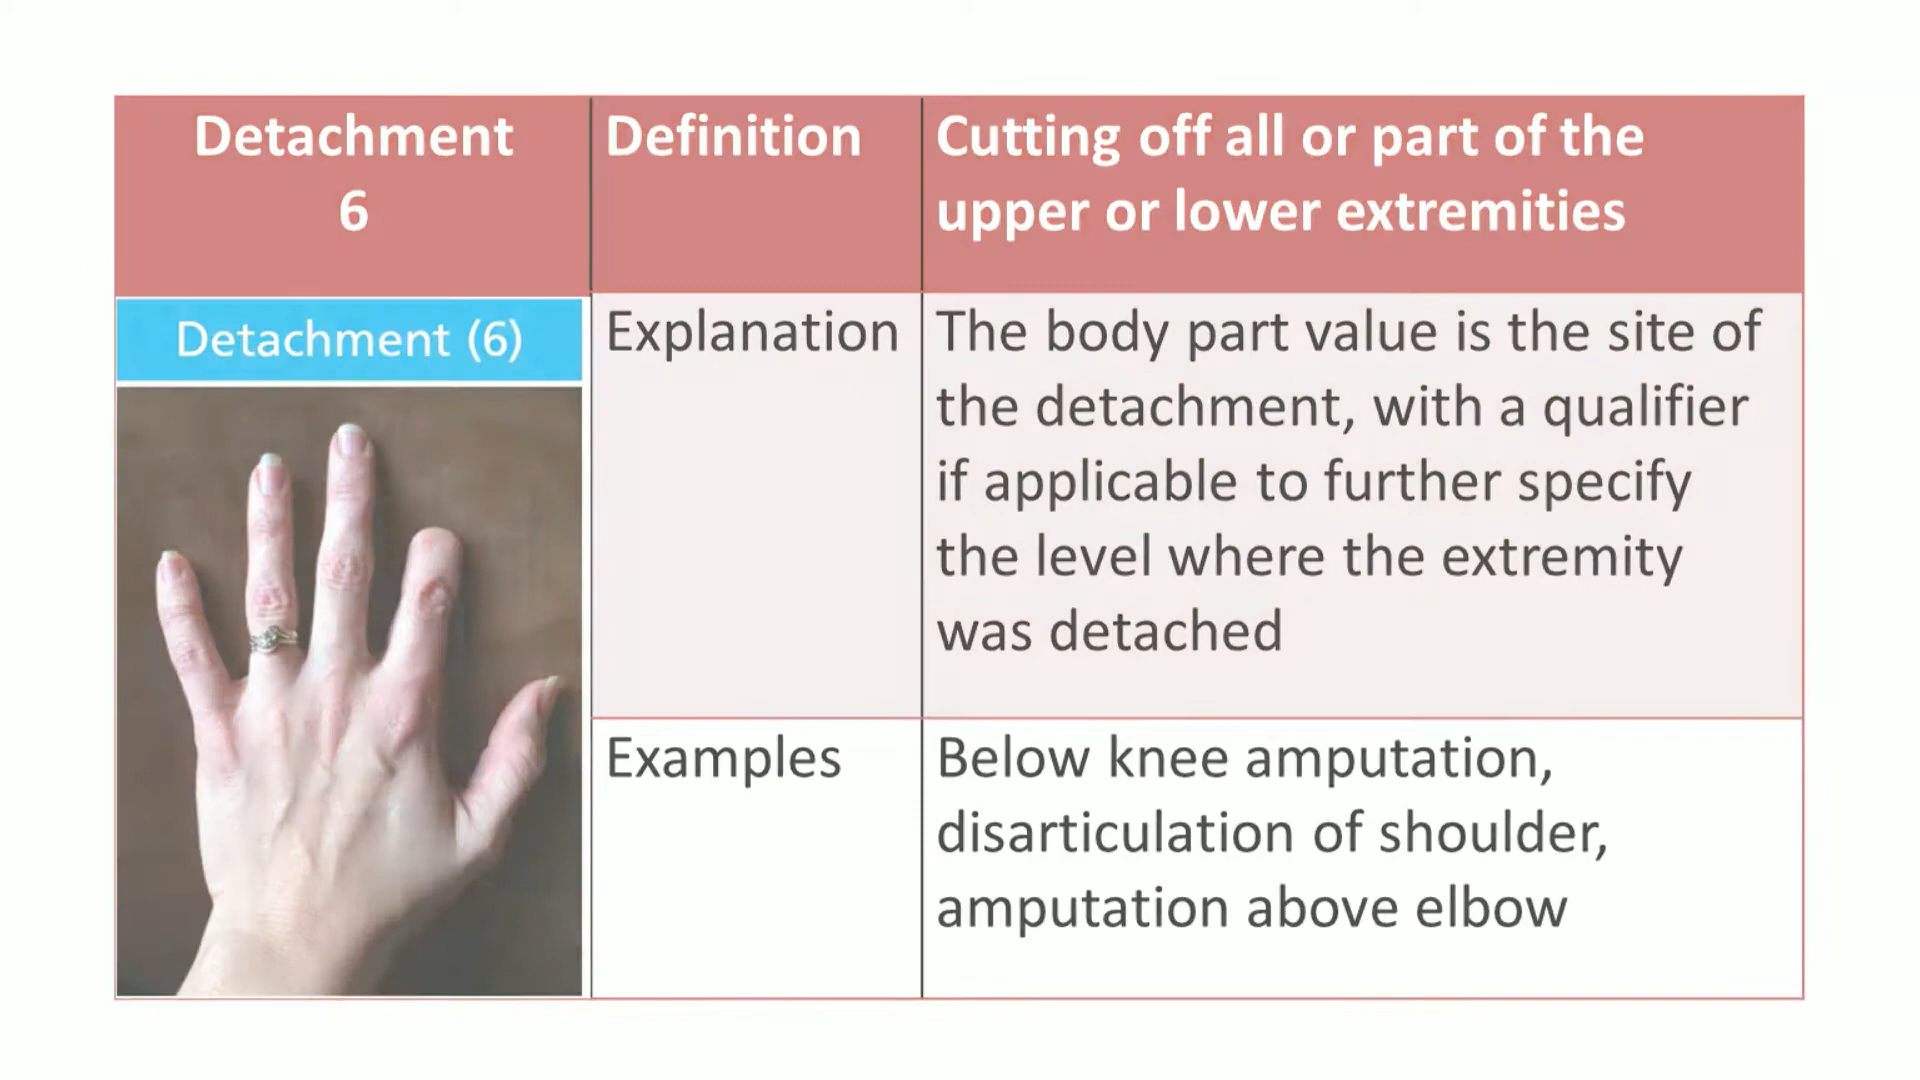 Detachment
6
Definition
Cutting off all or part of the
upper or lower extremities
Detachment (6)
Explanation
The body part value is the site of
the detachment, with a qualifier
if applicable to further specify
the level where the extremity
was detached
Examples
Below knee amputation,
disarticulation of shoulder,
amputation above elbow